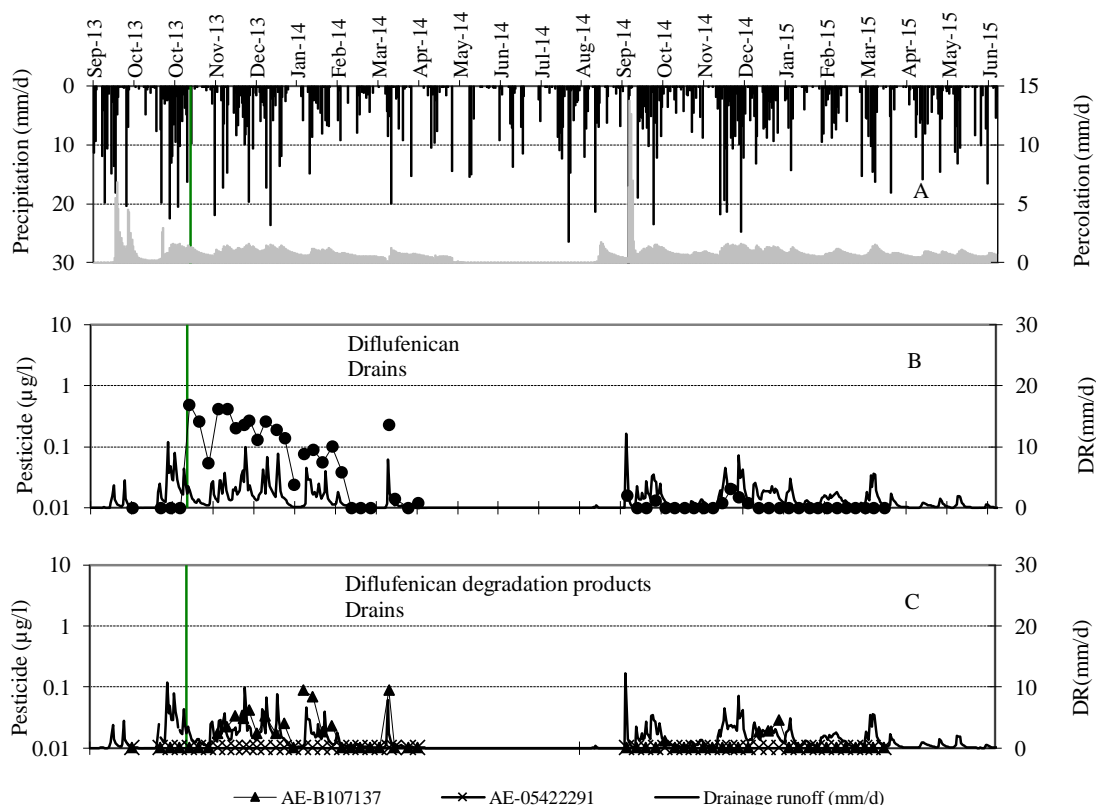 Sep-13 Oct-13 Oct-13 Nov-13 Dec-13 Jan-14 Feb-14 Mar-14 Apr-14 May-14 Jun-14 Jul-14 Aug-14 Sep-14 Oct-14 Nov-14 Dec-14 Jan-15 Feb-15 Mar-15 Apr-15 May-15 Jun-15
Precipitation (mm/d)
0
10
20
30
15
10
5
0
Percolation (mm/d)
A
Pesticide (µg/l)
10
1
0.1
0.01
Diflufenican
Drains
B
30
20
10
0
DR(mm/d)
Pesticide (µg/l)
10
1
0.1
0.01
Diflufenican degradation products
Drains
C
30
20
10
0
DR(mm/d)
AE-B107137 AE-05422291 Drainage runoff (mm/d)